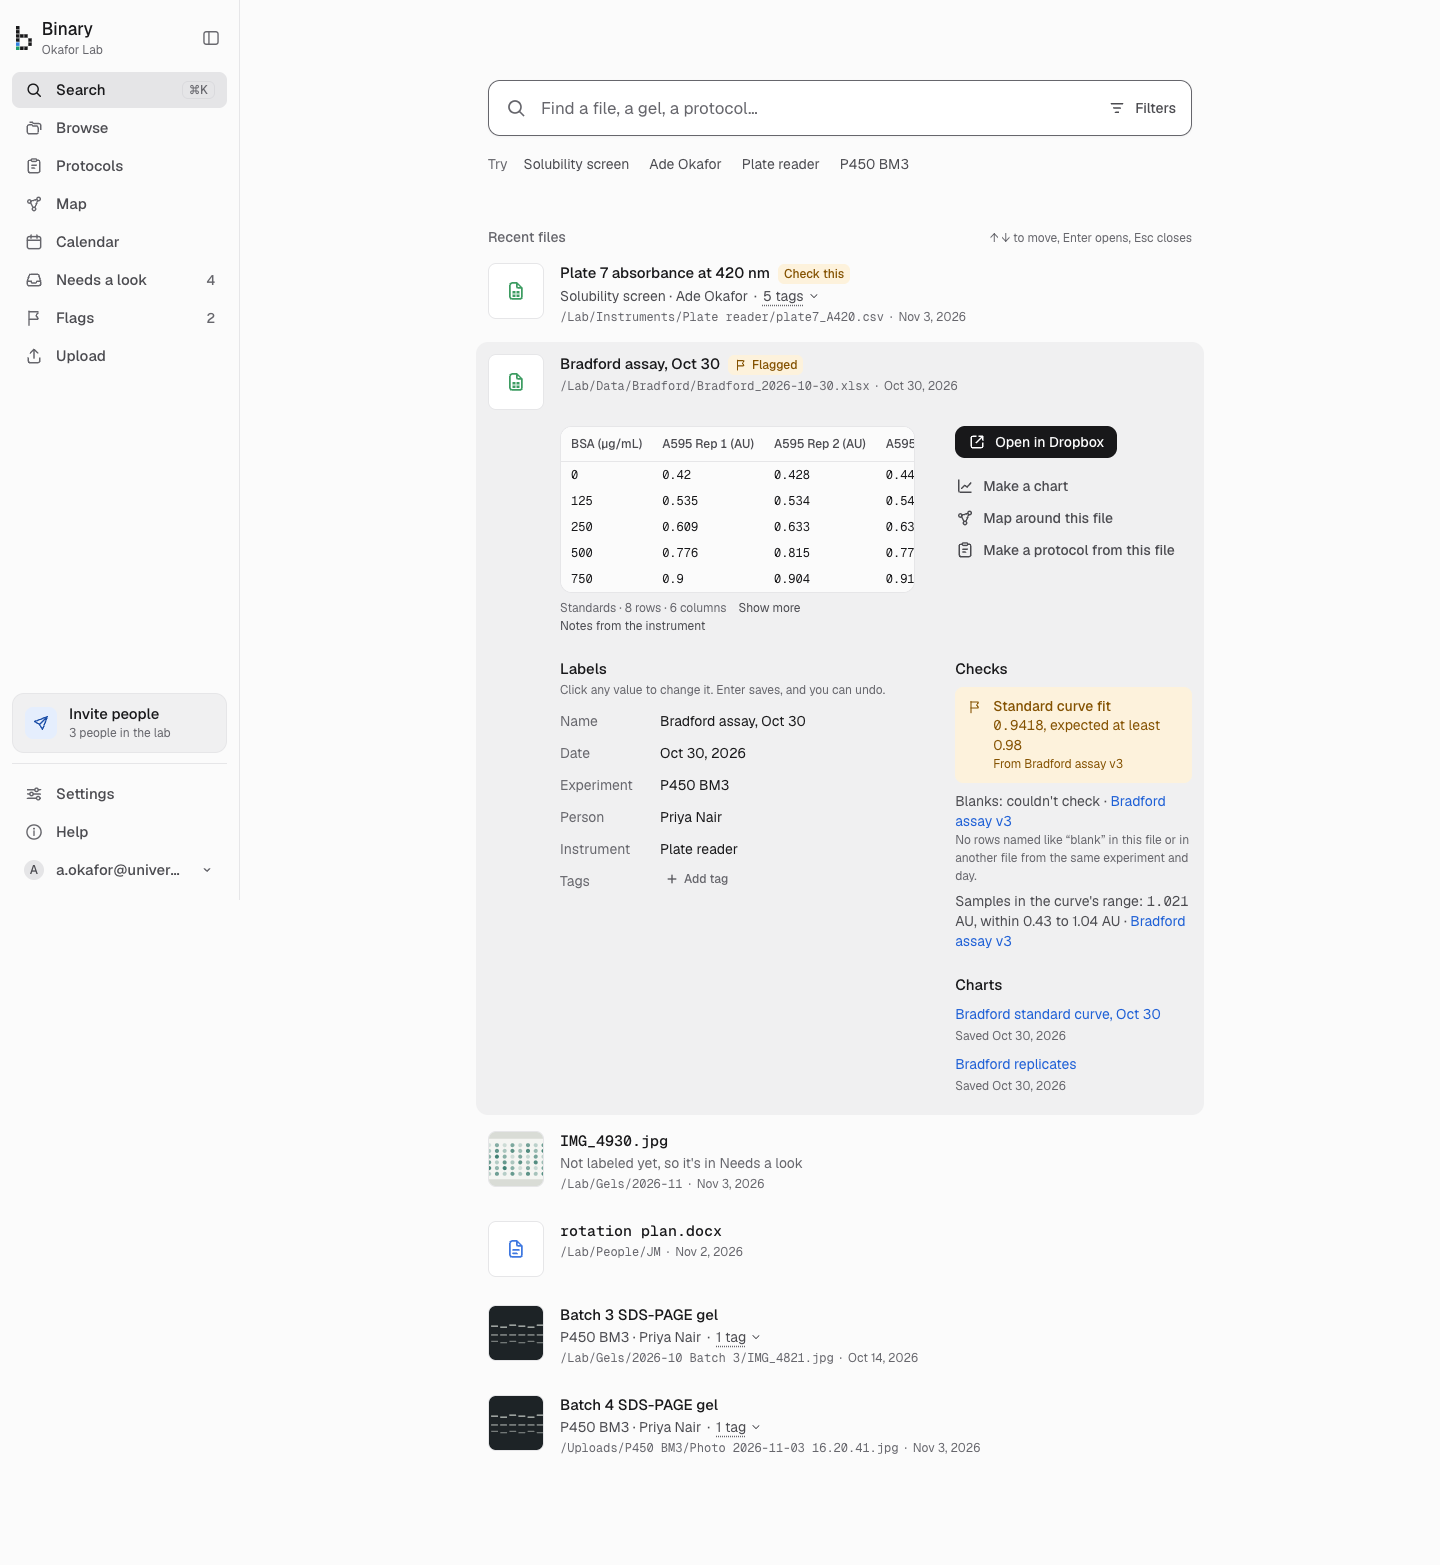 Binary
Okafor Lab
Search ⌘K
Browse
Protocols
Map
Calendar
Needs a look 4
Flags 2
Upload
Invite people
3 people in the lab
Settings
Help
A a.okafor@univer...
Find a file, a gel, a protocol...
Filters
Try Solubility screen Ade Okafor Plate reader P450 BM3
Recent files
↑↓ to move, Enter opens, Esc closes
Plate 7 absorbance at 420 nm Check this
Solubility screen · Ade Okafor · 5 tags
/Lab/Instruments/Plate reader/plate7_A420.csv · Nov 3, 2026
Bradford assay, Oct 30 Flagged
/Lab/Data/Bradford/Bradford_2026-10-30.xlsx · Oct 30, 2026
BSA (µg/mL) A595 Rep 1 (AU) A595 Rep 2 (AU) A595
0 0.42 0.428 0.44
125 0.535 0.534 0.54
250 0.609 0.633 0.63
500 0.776 0.815 0.77
750 0.9 0.904 0.91
Standards · 8 rows · 6 columns Show more
Notes from the instrument
Open in Dropbox
Make a chart
Map around this file
Make a protocol from this file
Labels
Click any value to change it. Enter saves, and you can undo.
Name Bradford assay, Oct 30
Date Oct 30, 2026
Experiment P450 BM3
Person Priya Nair
Instrument Plate reader
Tags + Add tag
Checks
Standard curve fit
0.9418, expected at least
0.98
From Bradford assay v3
Blanks: couldn't check · Bradford
assay v3
No rows named like “blank” in this file or in
another file from the same experiment and
day.
Samples in the curve's range: 1.021
AU, within 0.43 to 1.04 AU · Bradford
assay v3
Charts
Bradford standard curve, Oct 30
Saved Oct 30, 2026
Bradford replicates
Saved Oct 30, 2026
IMG_4930.jpg
Not labeled yet, so it's in Needs a look
/Lab/Gels/2026-11 · Nov 3, 2026
rotation plan.docx
/Lab/People/JM · Nov 2, 2026
Batch 3 SDS-PAGE gel
P450 BM3 · Priya Nair · 1 tag
/Lab/Gels/2026-10 Batch 3/IMG_4821.jpg · Oct 14, 2026
Batch 4 SDS-PAGE gel
P450 BM3 · Priya Nair · 1 tag
/Uploads/P450 BM3/Photo 2026-11-03 16.20.41.jpg · Nov 3, 2026